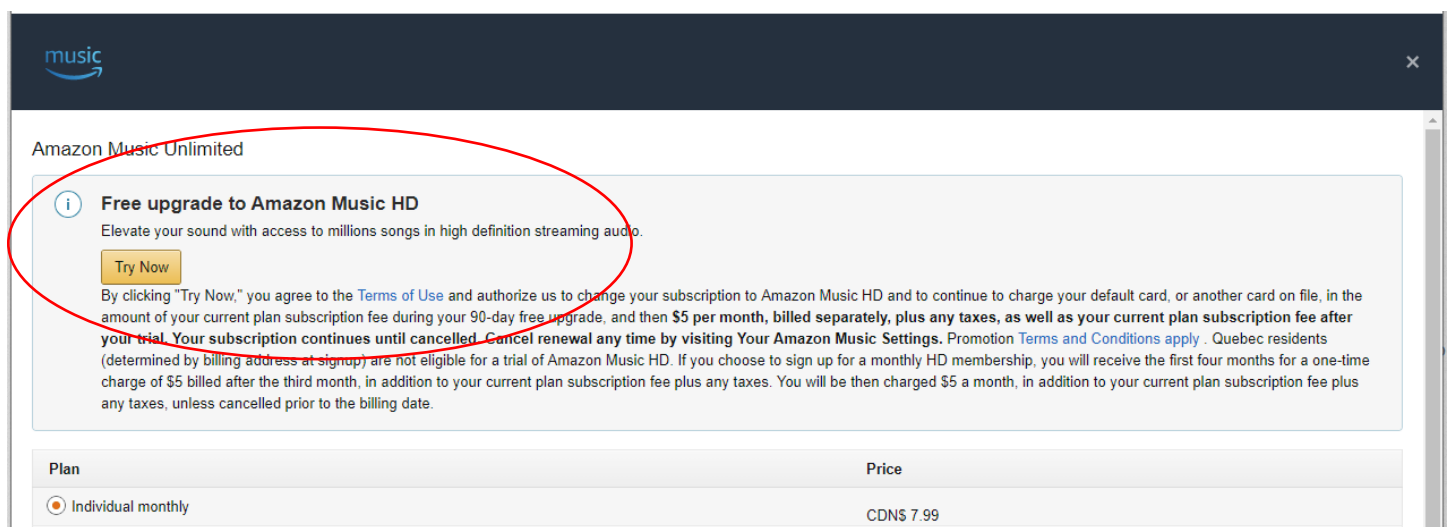 music
×
Amazon Music Unlimited
i
Free upgrade to Amazon Music HD
Elevate your sound with access to millions songs in high definition streaming audio.
Try Now
By clicking "Try Now," you agree to the Terms of Use and authorize us to change your subscription to Amazon Music HD and to continue to charge your default card, or another card on file, in the
amount of your current plan subscription fee during your 90-day free upgrade, and then $5 per month, billed separately, plus any taxes, as well as your current plan subscription fee after
your trial. Your subscription continues until cancelled. Cancel renewal any time by visiting Your Amazon Music Settings. Promotion Terms and Conditions apply . Quebec residents
(determined by billing address at signup) are not eligible for a trial of Amazon Music HD. If you choose to sign up for a monthly HD membership, you will receive the first four months for a one-time
charge of $5 billed after the third month, in addition to your current plan subscription fee plus any taxes. You will be then charged $5 a month, in addition to your current plan subscription fee plus
any taxes, unless cancelled prior to the billing date.
Plan Price
Individual monthly CDN$ 7.99